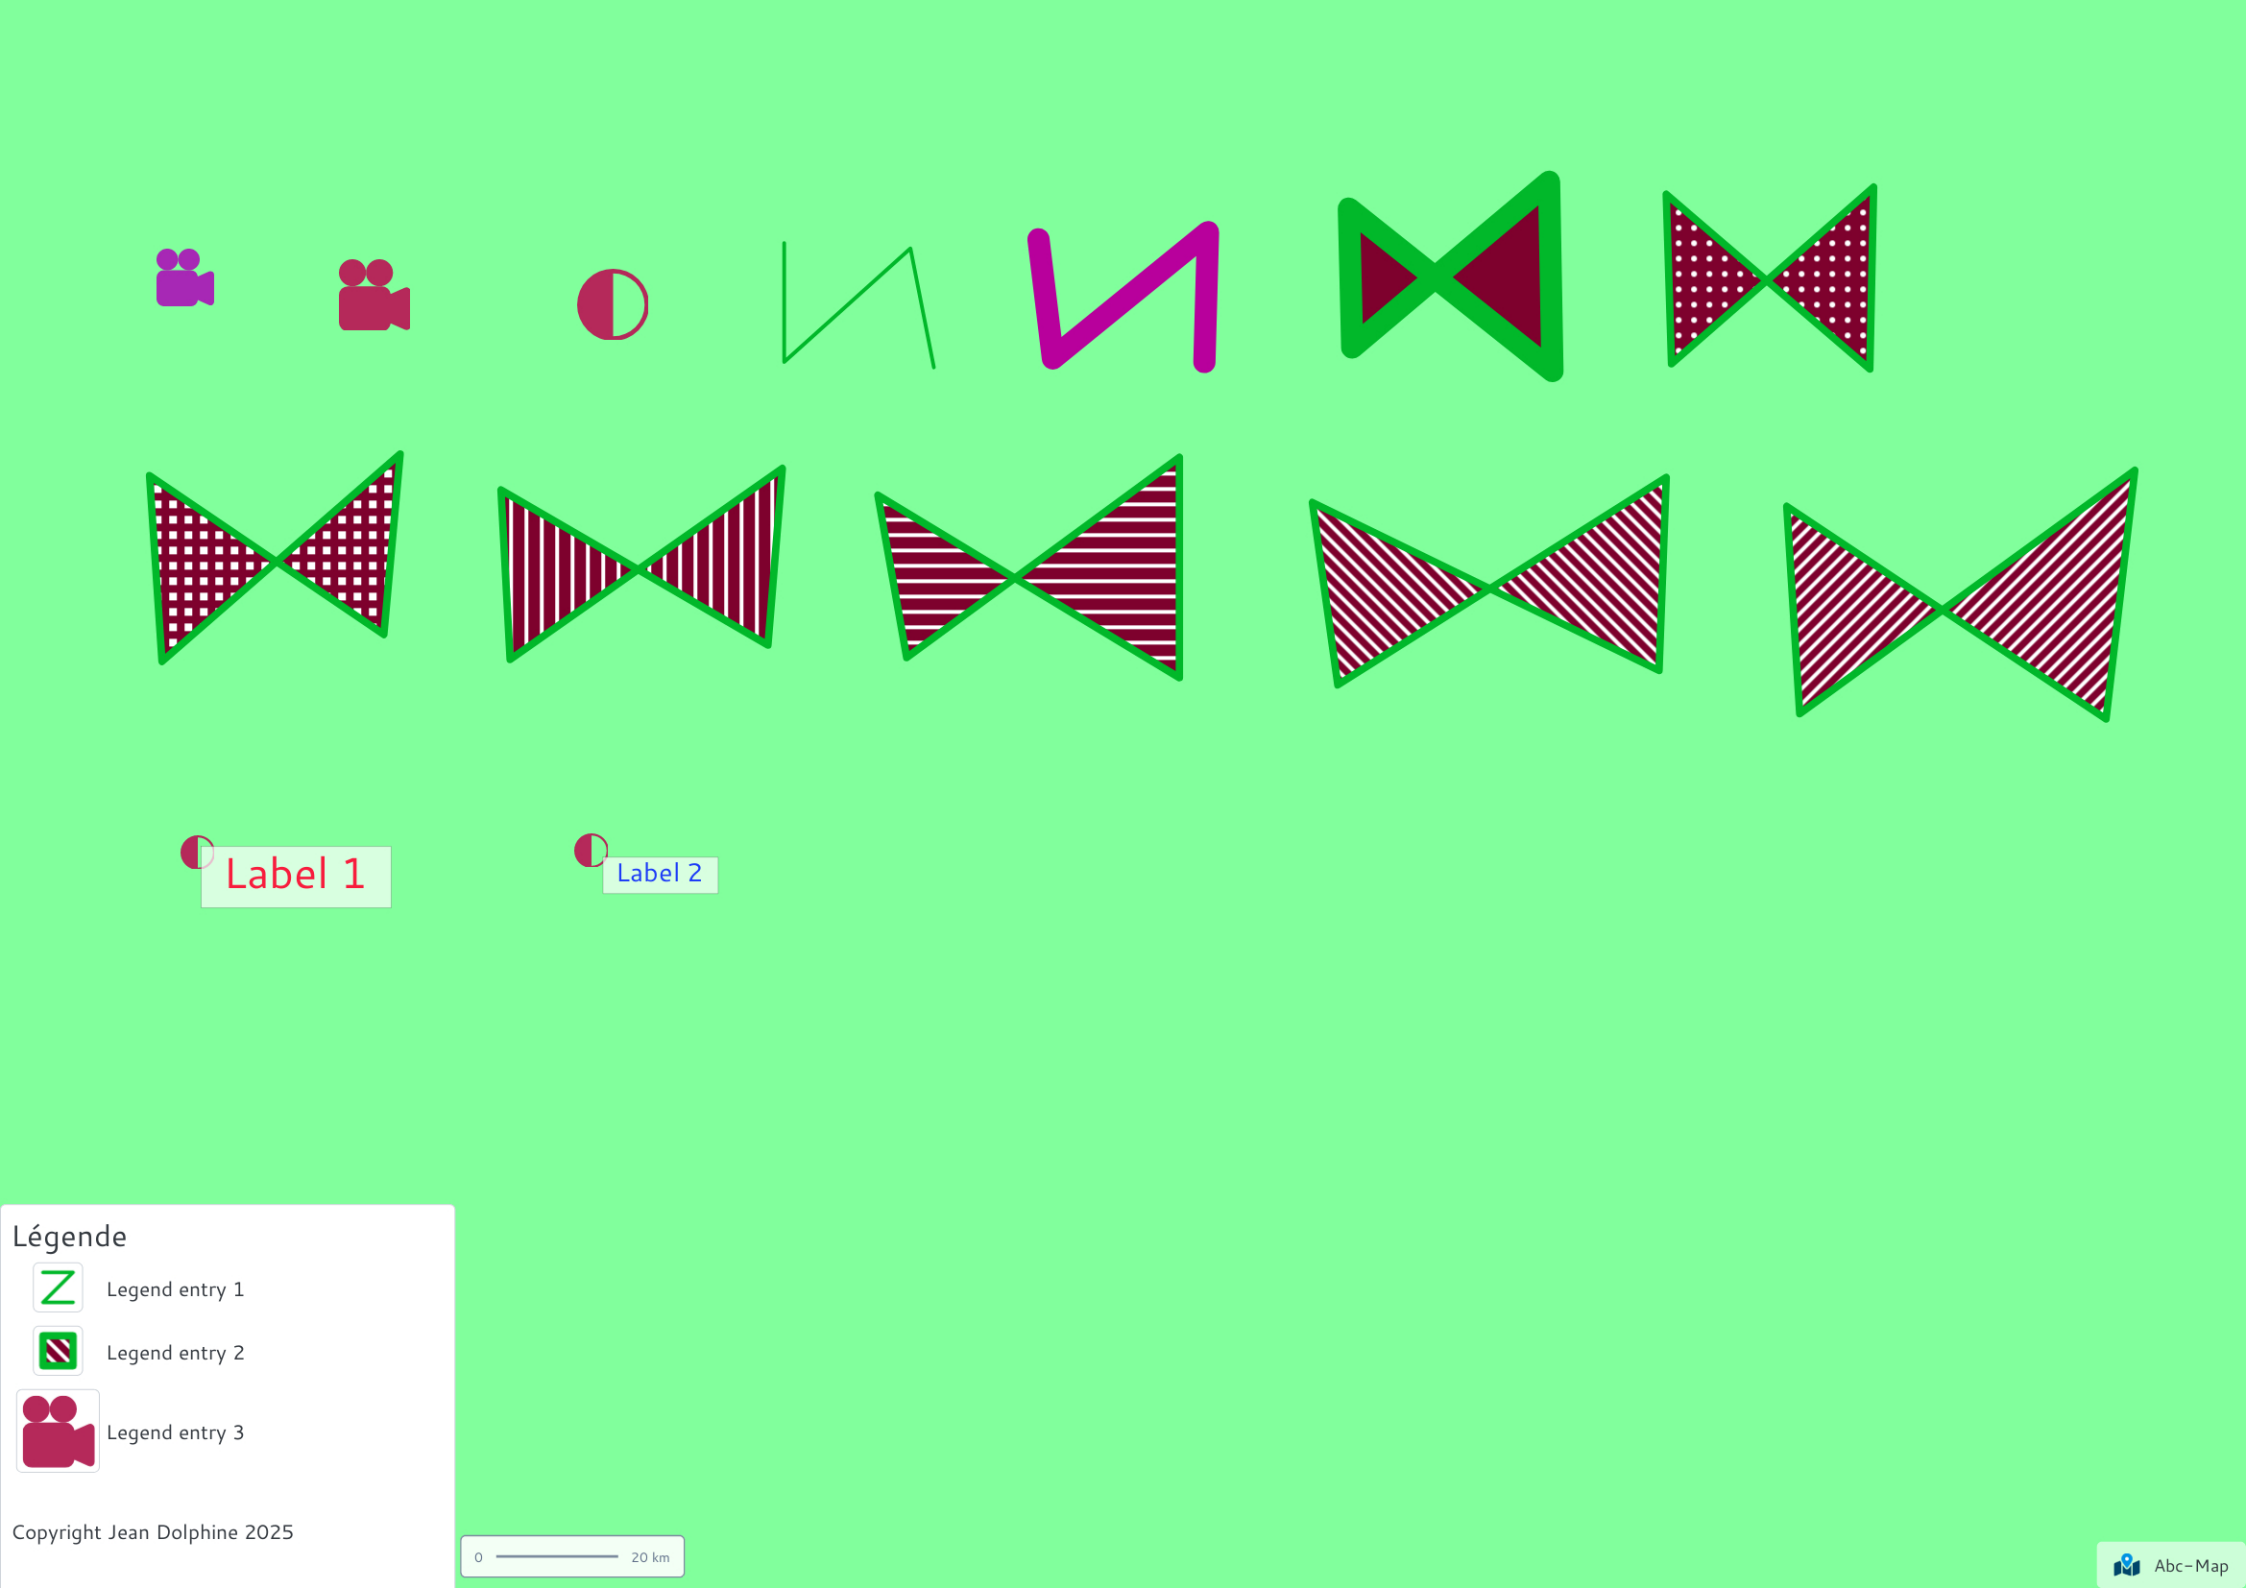 Label 1
Label 2
Légende
Legend entry 1
Legend entry 2
Legend entry 3
Copyright Jean Dolphine 2025
0 20 km
Abc-Map